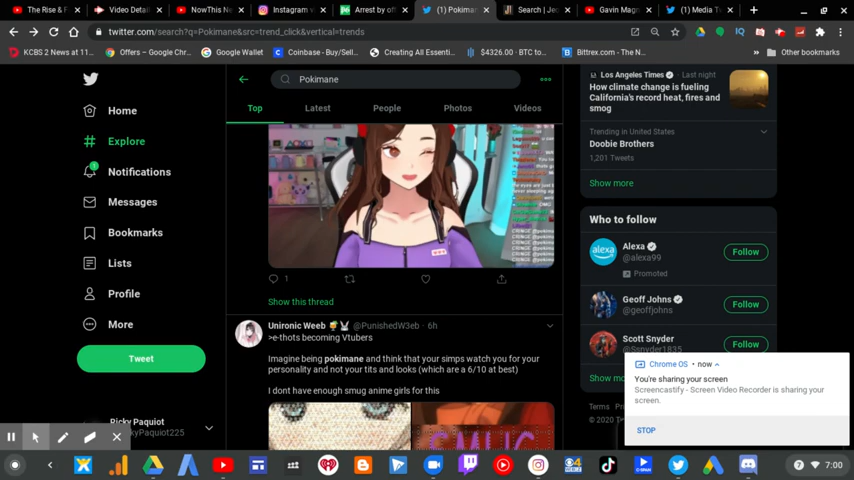 The Rise & F
Video Detail
NowThis Ne
Instagram v
Arrest by off
(1) Pokiman
Search | Jeo
Gavin Magn
(1) Media Tw
twitter.com/search?q=Pokimane&src=trend_click&vertical=trends
KCBS 2 News at 11...
Offers – Google Chr...
Google Wallet
Coinbase - Buy/Sell...
Creating All Essenti...
$4326.00 - BTC to...
Bittrex.com - The N...
Other bookmarks
Home
Explore
1
Notifications
Messages
Bookmarks
Lists
Profile
More
Tweet
Ricky Paquiot
Paquiot225
Pokimane
Top
Latest
People
Photos
Videos
1
Show this thread
Unironic Weeb @PunishedW3eb · 6h
>e-thots becoming Vtubers
Imagine being pokimane and think that your simps watch you for your
personality and not your tits and looks (which are a 6/10 at best)
I dont have enough smug anime girls for this
SMUG
Los Angeles Times · Last night
How climate change is fueling
California's record heat, fires and
smog
Trending in United States
Doobie Brothers
1,201 Tweets
Show more
Who to follow
alexa
Alexa
@alexa99
Promoted
Follow
Geoff Johns
@geoffjohns
Follow
Scott Snyder
@Ssnyder1835
Follow
Show mo
Terms
© 2020 T
Chrome OS • now
You're sharing your screen
Screencastify - Screen Video Recorder is sharing your
screen.
STOP
7:00